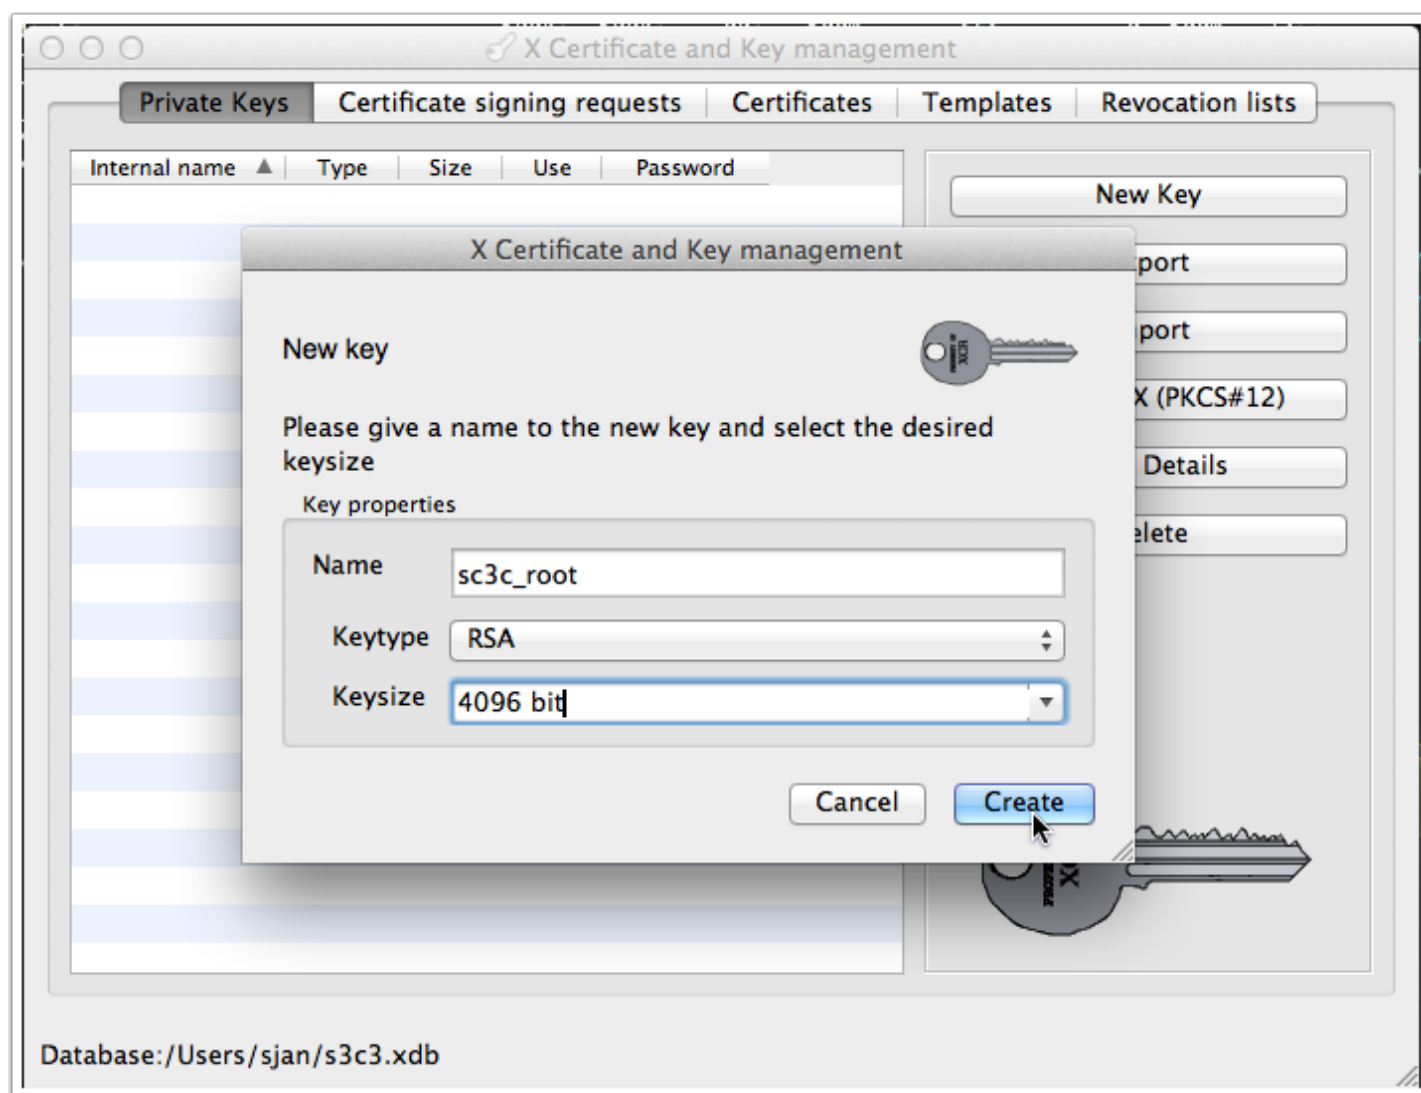 X Certificate and Key management
Private Keys Certificate signing requests Certificates Templates Revocation lists
Internal name Type Size Use Password
New Key
port
port
X (PKCS#12)
Details
elete
X Certificate and Key management
New key
PROPERTY OF
XCA
Please give a name to the new key and select the desired
keysize
Key properties
Name sc3c_root
Keytype RSA
Keysize 4096 bit
Cancel Create
Database:/Users/sjan/s3c3.xdb